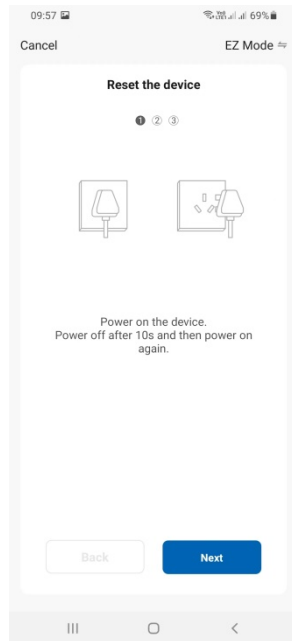 09:57 69%
Cancel EZ Mode
Reset the device
1 2 3
Power on the device.
Power off after 10s and then power on
again.
Back Next